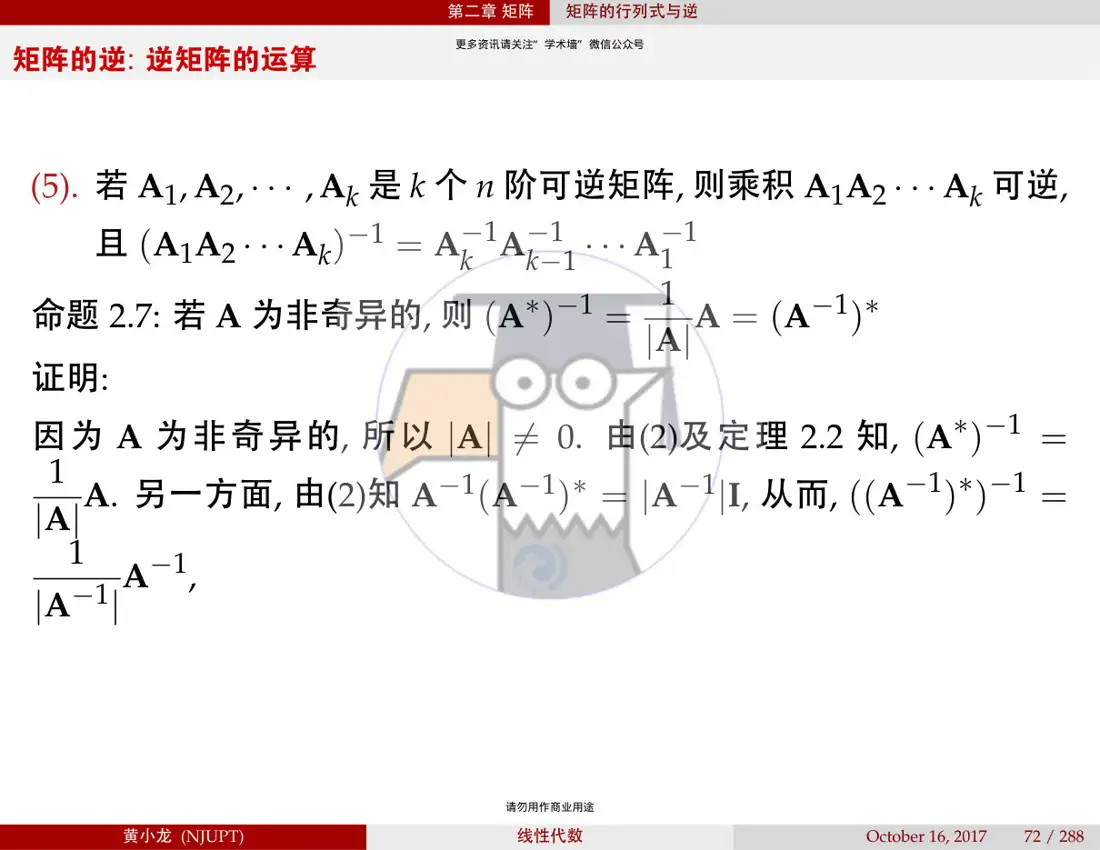 第二章 矩阵 矩阵的行列式与逆
更多资讯请关注“学术墙”微信公众号
矩阵的逆: 逆矩阵的运算
(5). 若 A₁, A₂, ⋯ , Aₖ 是 k 个 n 阶可逆矩阵, 则乘积 A₁A₂ ⋯ Aₖ 可逆,
且 (A₁A₂ ⋯ Aₖ)⁻¹ = Aₖ⁻¹Aₖ₋₁⁻¹ ⋯ A₁⁻¹
命题 2.7: 若 A 为非奇异的, 则 (A*)⁻¹ = 1/|A| A = (A⁻¹)*
证明:
因为 A 为非奇异的, 所以 |A| ≠ 0. 由(2)及定理 2.2 知, (A*)⁻¹ =
1/|A| A. 另一方面, 由(2)知 A⁻¹(A⁻¹)* = |A⁻¹|I, 从而, ((A⁻¹)*)⁻¹ =
1/|A⁻¹| A⁻¹,
请勿用作商业用途
黄小龙 (NJUPT) 线性代数 October 16, 2017 72 / 288